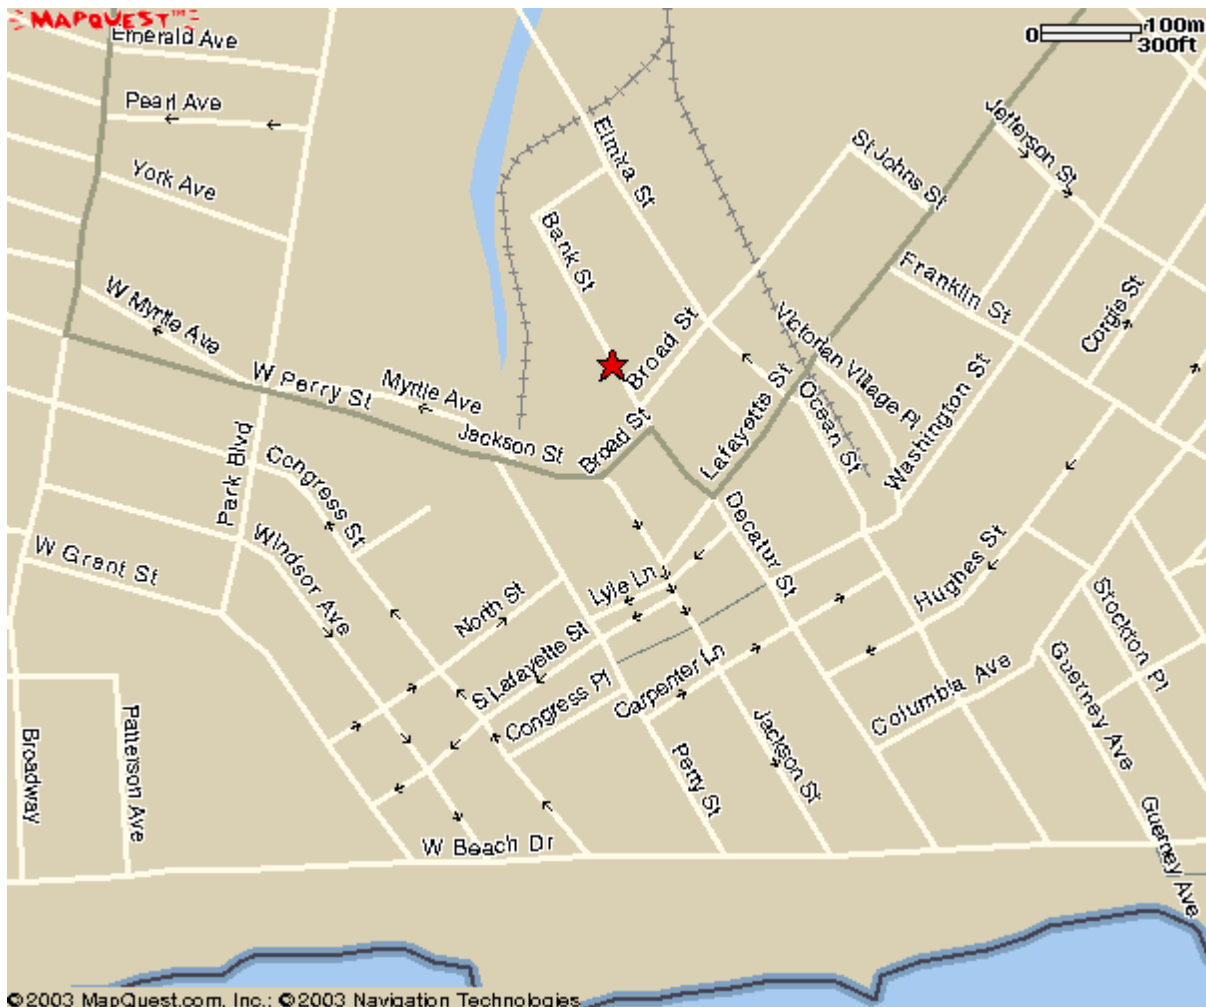 MAPQUEST™
0 100m
300ft
Emerald Ave
Pearl Ave
York Ave
Elmira St
Jefferson St
St Johns St
Bank St
Franklin St
W Myrtle Ave
Corgie St
Victorian Village Pl
Broad St
W Perry St
Myrtle Ave
Lafayette St
Ocean St
Washington St
Jackson St
Broad St
Park Blvd
Congress St
Decatur St
W Grant St
Windsor Ave
Lyle Ln
North St
Hughes St
Stockton Pl
S Lafayette St
Congress Pl
Carpenter Ln
Columbia Ave
Guerney Ave
Broadway
Patterson Ave
Perry St
Jackson St
W Beach Dr
Guerney Ave
©2003 MapQuest.com, Inc.; ©2003 Navigation Technologies